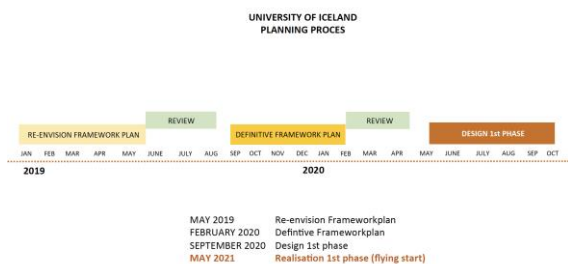 UNIVERSITY OF ICELAND
PLANNING PROCES
REVIEW
REVIEW
RE-ENVISION FRAMEWORK PLAN
DEFINITIVE FRAMEWORK PLAN
DESIGN 1st PHASE
JAN FEB MAR APR MAY JUNE JULY AUG SEP OCT NOV DEC JAN FEB MAR APR MAY JUNE JULY AUG SEP OCT
2019 2020
MAY 2019 Re-envision Frameworkplan
FEBRUARY 2020 Defintive Frameworkplan
SEPTEMBER 2020 Design 1st phase
MAY 2021 Realisation 1st phase (flying start)